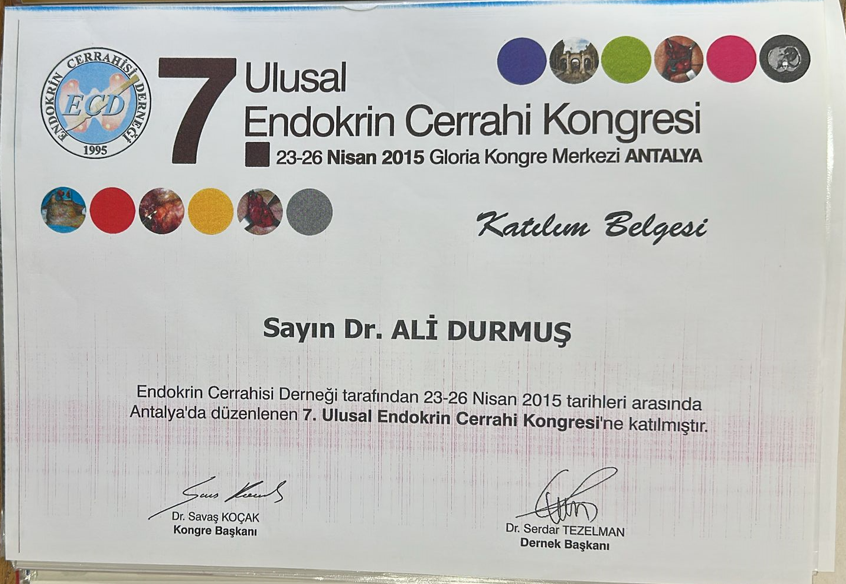 ENDOKRİN CERRAHİSİ DERNEĞİ
ECD
1995
7
Ulusal
Endokrin Cerrahi Kongresi
23-26 Nisan 2015 Gloria Kongre Merkezi ANTALYA
Katılım Belgesi
Sayın Dr. ALİ DURMUŞ
Endokrin Cerrahisi Derneği tarafından 23-26 Nisan 2015 tarihleri arasında
Antalya'da düzenlenen 7. Ulusal Endokrin Cerrahi Kongresi'ne katılmıştır.
Dr. Savaş KOÇAK
Kongre Başkanı
Dr. Serdar TEZELMAN
Dernek Başkanı